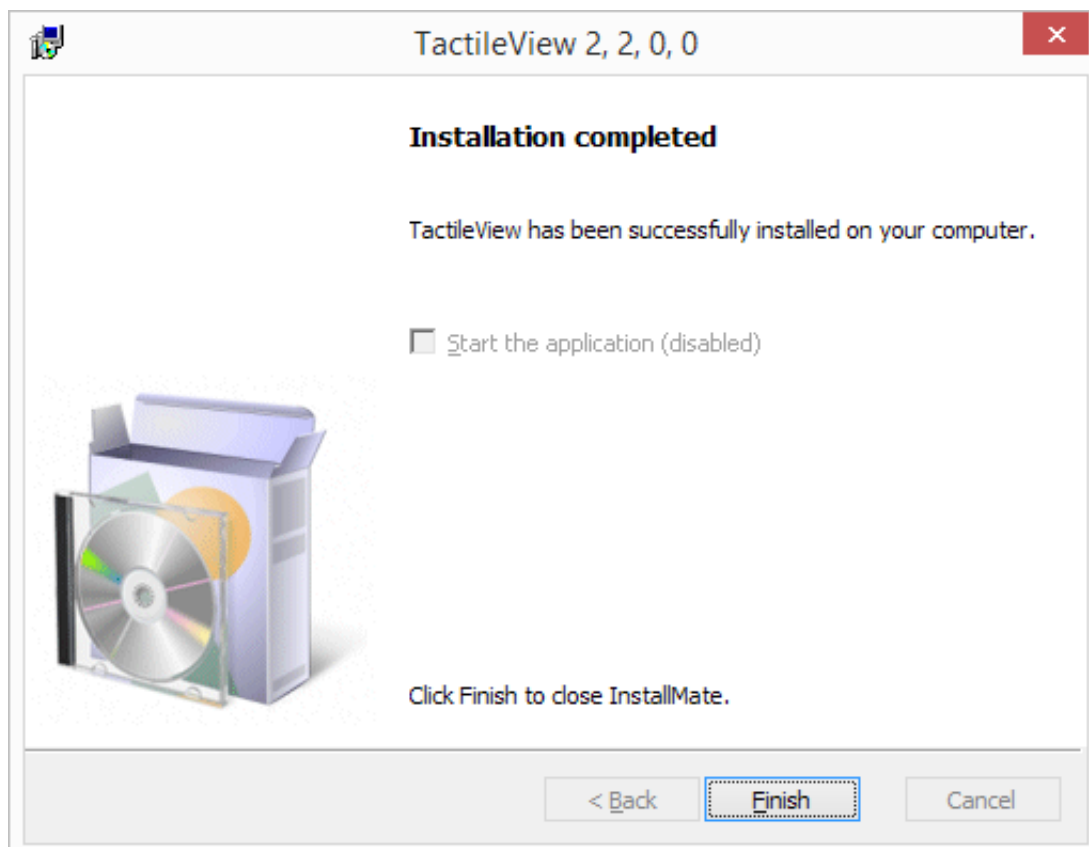 TactileView 2, 2, 0, 0
Installation completed
TactileView has been successfully installed on your computer.
Start the application (disabled)
Click Finish to close InstallMate.
< Back
Finish
Cancel